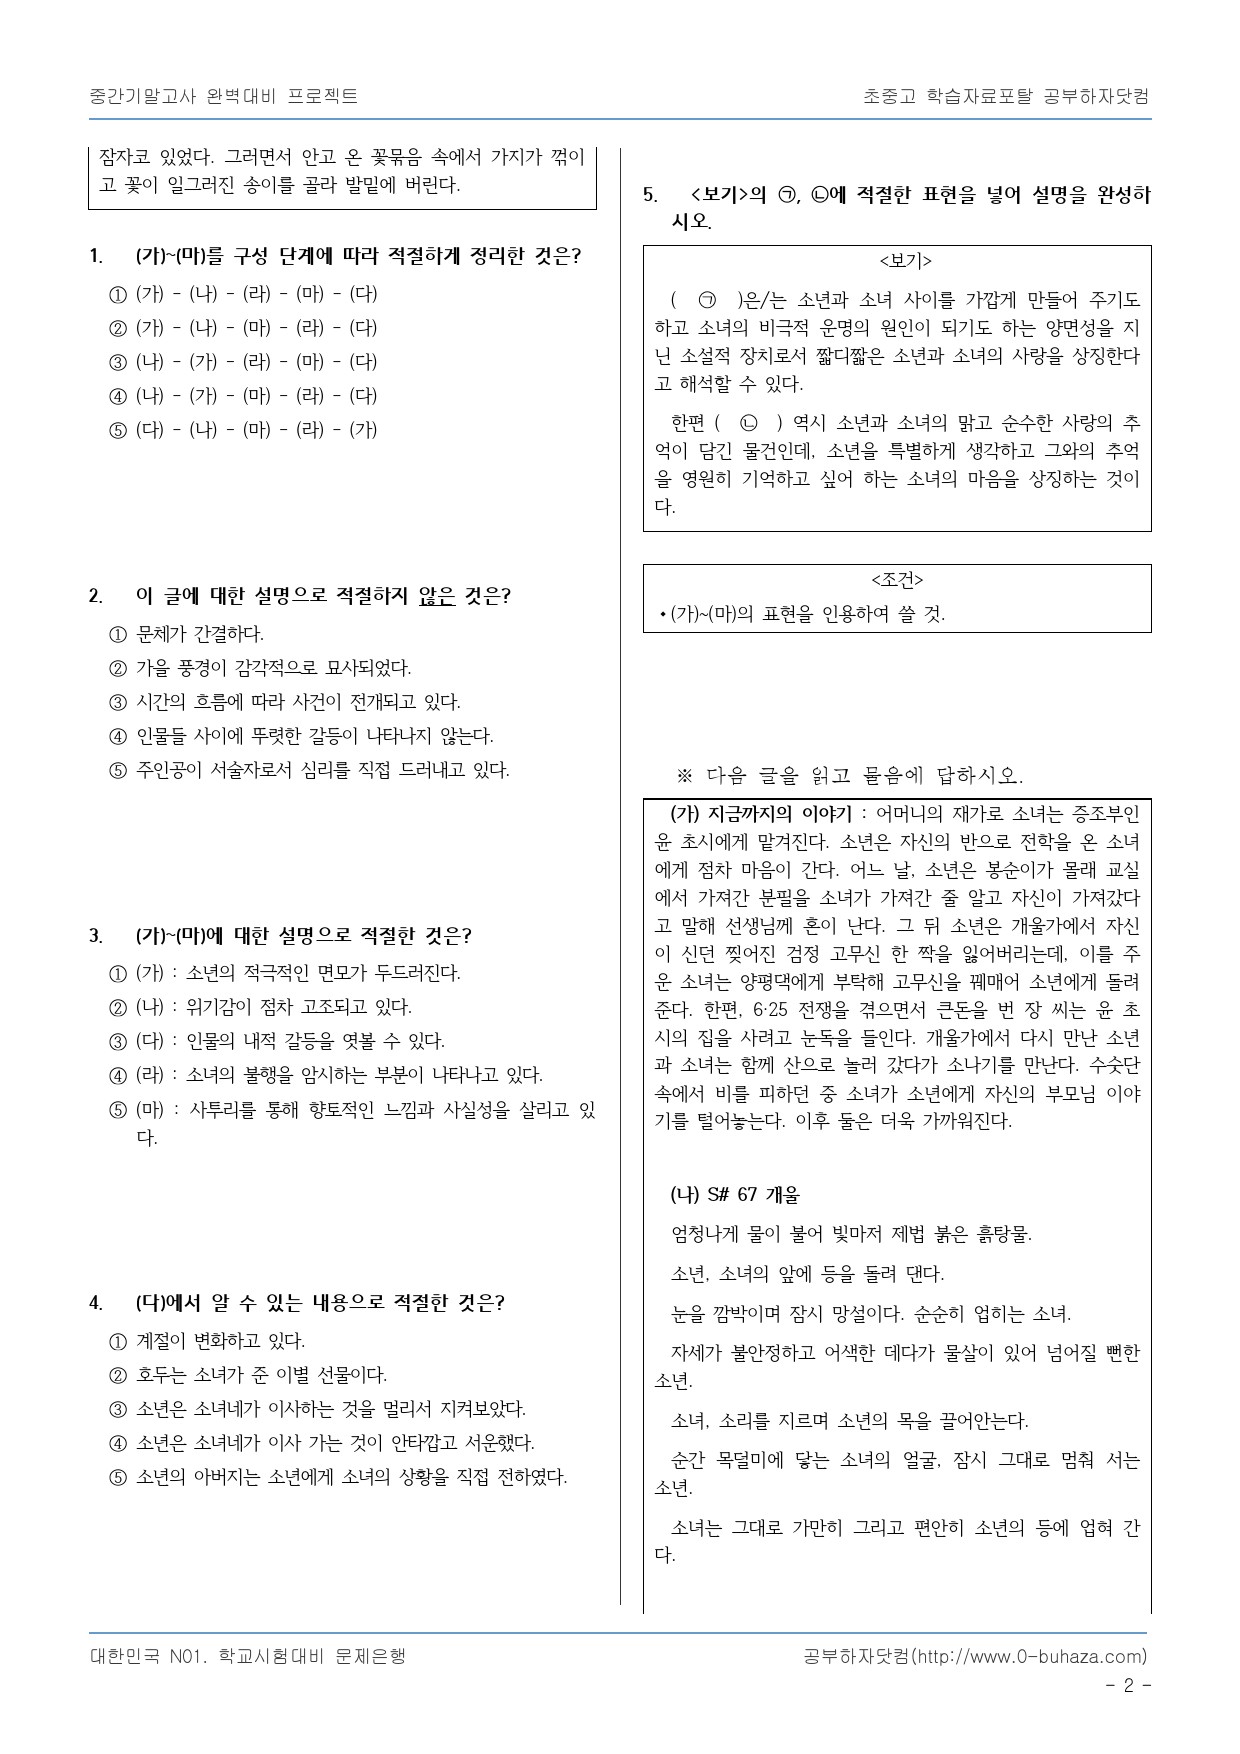 중간기말고사 완벽대비 프로젝트
초중고 학습자료포탈 공부하자닷컴
잠자코 있었다. 그러면서 안고 온 꽃묶음 속에서 가지가 꺾이
고 꽃이 일그러진 송이를 골라 발밑에 버린다.
1. (가)~(마)를 구성 단계에 따라 적절하게 정리한 것은?
① (가) - (나) - (라) - (마) - (다)
② (가) - (나) - (마) - (라) - (다)
③ (나) - (가) - (라) - (마) - (다)
④ (나) - (가) - (마) - (라) - (다)
⑤ (다) - (나) - (마) - (라) - (가)
2. 이 글에 대한 설명으로 적절하지 않은 것은?
① 문체가 간결하다.
② 가을 풍경이 감각적으로 묘사되었다.
③ 시간의 흐름에 따라 사건이 전개되고 있다.
④ 인물들 사이에 뚜렷한 갈등이 나타나지 않는다.
⑤ 주인공이 서술자로서 심리를 직접 드러내고 있다.
3. (가)~(마)에 대한 설명으로 적절한 것은?
① (가) : 소년의 적극적인 면모가 두드러진다.
② (나) : 위기감이 점차 고조되고 있다.
③ (다) : 인물의 내적 갈등을 엿볼 수 있다.
④ (라) : 소녀의 불행을 암시하는 부분이 나타나고 있다.
⑤ (마) : 사투리를 통해 향토적인 느낌과 사실성을 살리고 있
다.
4. (다)에서 알 수 있는 내용으로 적절한 것은?
① 계절이 변화하고 있다.
② 호두는 소녀가 준 이별 선물이다.
③ 소년은 소녀네가 이사하는 것을 멀리서 지켜보았다.
④ 소년은 소녀네가 이사 가는 것이 안타깝고 서운했다.
⑤ 소년의 아버지는 소년에게 소녀의 상황을 직접 전하였다.
5. <보기>의 ㉠, ㉡에 적절한 표현을 넣어 설명을 완성하
시오.
<보기>
( ㉠ )은/는 소년과 소녀 사이를 가깝게 만들어 주기도
하고 소녀의 비극적 운명의 원인이 되기도 하는 양면성을 지
닌 소설적 장치로서 짧디짧은 소년과 소녀의 사랑을 상징한다
고 해석할 수 있다.
한편 ( ㉡ ) 역시 소년과 소녀의 맑고 순수한 사랑의 추
억이 담긴 물건인데, 소년을 특별하게 생각하고 그와의 추억
을 영원히 기억하고 싶어 하는 소녀의 마음을 상징하는 것이
다.
<조건>
•(가)~(마)의 표현을 인용하여 쓸 것.
※ 다음 글을 읽고 물음에 답하시오.
(가) 지금까지의 이야기 : 어머니의 재가로 소녀는 증조부인
윤 초시에게 맡겨진다. 소년은 자신의 반으로 전학을 온 소녀
에게 점차 마음이 간다. 어느 날, 소년은 봉순이가 몰래 교실
에서 가져간 분필을 소녀가 가져간 줄 알고 자신이 가져갔다
고 말해 선생님께 혼이 난다. 그 뒤 소년은 개울가에서 자신
이 신던 찢어진 검정 고무신 한 짝을 잃어버리는데, 이를 주
운 소녀는 양평댁에게 부탁해 고무신을 꿰매어 소년에게 돌려
준다. 한편, 6·25 전쟁을 겪으면서 큰돈을 번 장 씨는 윤 초
시의 집을 사려고 눈독을 들인다. 개울가에서 다시 만난 소년
과 소녀는 함께 산으로 놀러 갔다가 소나기를 만난다. 수숫단
속에서 비를 피하던 중 소녀가 소년에게 자신의 부모님 이야
기를 털어놓는다. 이후 둘은 더욱 가까워진다.
(나) S# 67 개울
엄청나게 물이 불어 빛마저 제법 붉은 흙탕물.
소년, 소녀의 앞에 등을 돌려 댄다.
눈을 깜박이며 잠시 망설이다. 순순히 업히는 소녀.
자세가 불안정하고 어색한 데다가 물살이 있어 넘어질 뻔한
소년.
소녀, 소리를 지르며 소년의 목을 끌어안는다.
순간 목덜미에 닿는 소녀의 얼굴, 잠시 그대로 멈춰 서는
소년.
소녀는 그대로 가만히 그리고 편안히 소년의 등에 업혀 간
다.
대한민국 N01. 학교시험대비 문제은행
공부하자닷컴(http://www.0-buhaza.com)
- 2 -